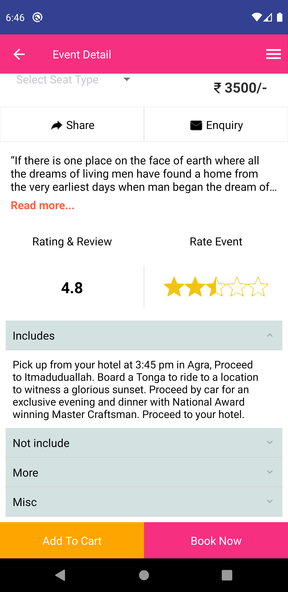 6:46
Event Detail
Select Seat Type
₹ 3500/-
Share
Enquiry
“If there is one place on the face of earth where all
the dreams of living men have found a home from
the very earliest days when man began the dream of...
Read more...
Rating & Review
Rate Event
4.8
Includes
Pick up from your hotel at 3:45 pm in Agra, Proceed
to Itmaduduallah. Board a Tonga to ride to a location
to witness a glorious sunset. Proceed by car for an
exclusive evening and dinner with National Award
winning Master Craftsman. Proceed to your hotel.
Not include
More
Misc
Add To Cart
Book Now